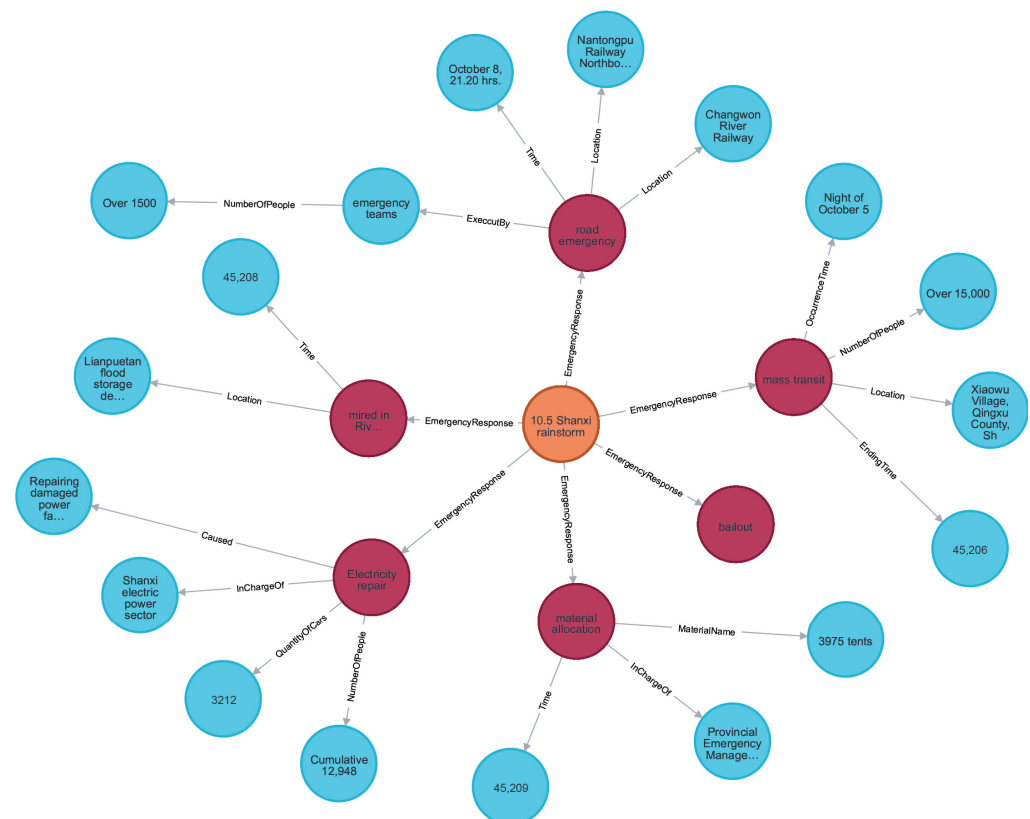 October 8,
21.20 hrs.
Nantongpu
Railway
Northbo…
Changwon
River
Railway
Time
Location
Location
Over 1500
NumberOfPeople
emergency
teams
ExeccutBy
road
emergency
Night of
October 5
45,208
EmergencyResponse
OccurrenceTime
Over 15,000
NumberOfPeople
Time
Lianpuetan
flood
storage
de…
Location
mired in
Riv…
EmergencyResponse
10.5 Shanxi
rainstorm
EmergencyResponse
mass transit
Location
Xiaowu
Village,
Qingxu
County,
Sh
EndingTime
45,206
EmergencyResponse
bailout
EmergencyResponse
EmergencyResponse
Repairing
damaged
power
fa…
Caused
Electricity
repair
Shanxi
electric
power
sector
InChargeOf
QuantityOfCars
3212
NumberOfPeople
Cumulative
12,948
material
allocation
MaterialName
3975 tents
InChargeOf
Provincial
Emergency
Manage…
Time
45,209